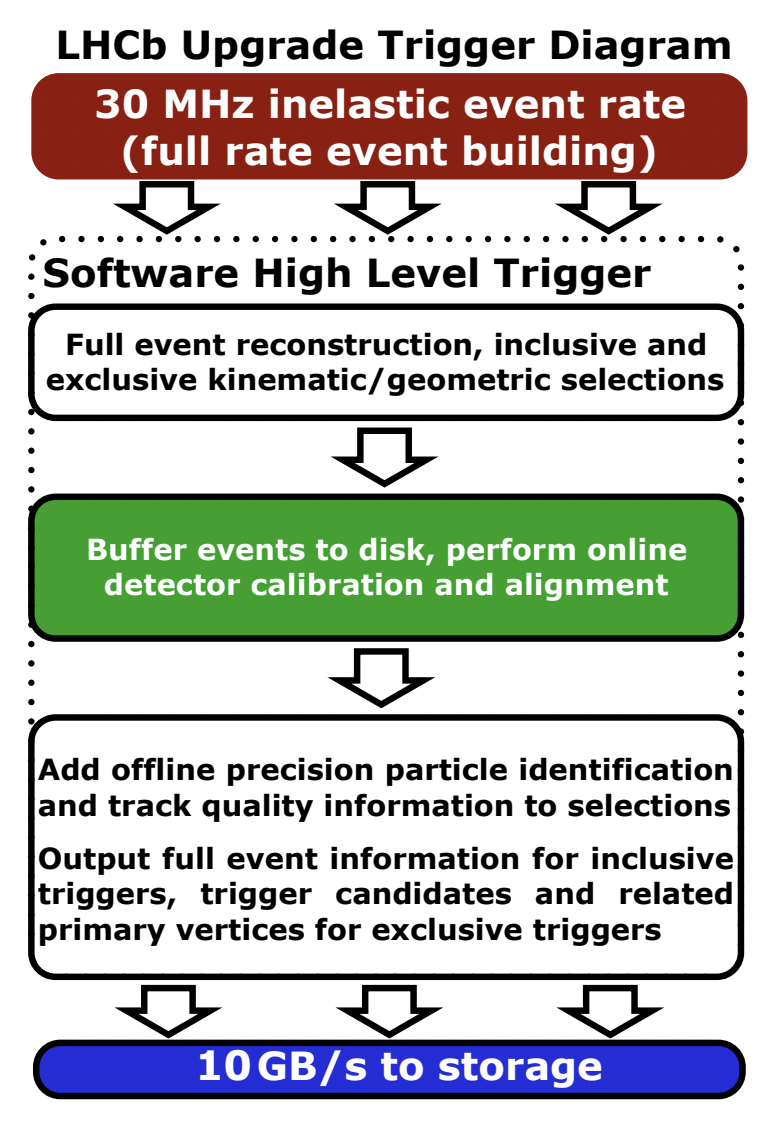 LHCb Upgrade Trigger Diagram
30 MHz inelastic event rate
(full rate event building)
Software High Level Trigger
Full event reconstruction, inclusive and
exclusive kinematic/geometric selections
Buffer events to disk, perform online
detector calibration and alignment
Add offline precision particle identification
and track quality information to selections
Output full event information for inclusive
triggers, trigger candidates and related
primary vertices for exclusive triggers
10 GB/s to storage